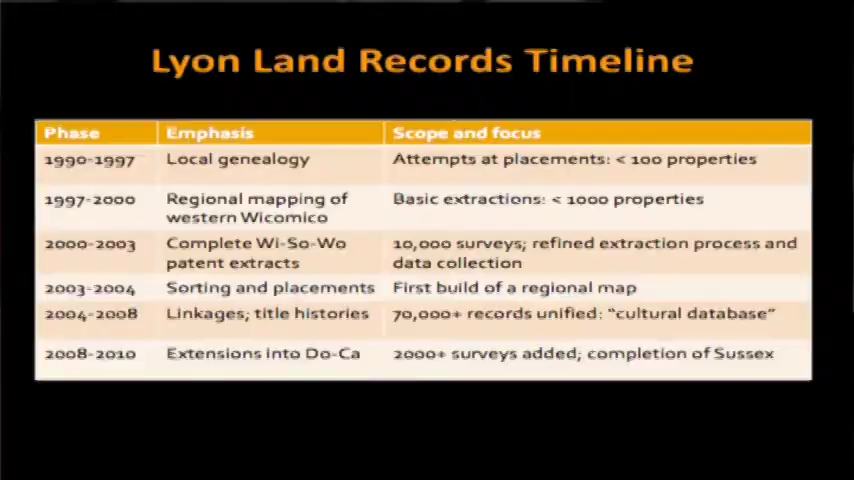 Lyon Land Records Timeline
Phase Emphasis Scope and focus
1990-1997 Local genealogy Attempts at placements: < 100 properties
1997-2000 Regional mapping of western Wicomico Basic extractions: < 1000 properties
2000-2003 Complete Wi-So-Wo patent extracts 10,000 surveys; refined extraction process and data collection
2003-2004 Sorting and placements First build of a regional map
2004-2008 Linkages; title histories 70,000+ records unified: “cultural database”
2008-2010 Extensions into Do-Ca 2000+ surveys added; completion of Sussex